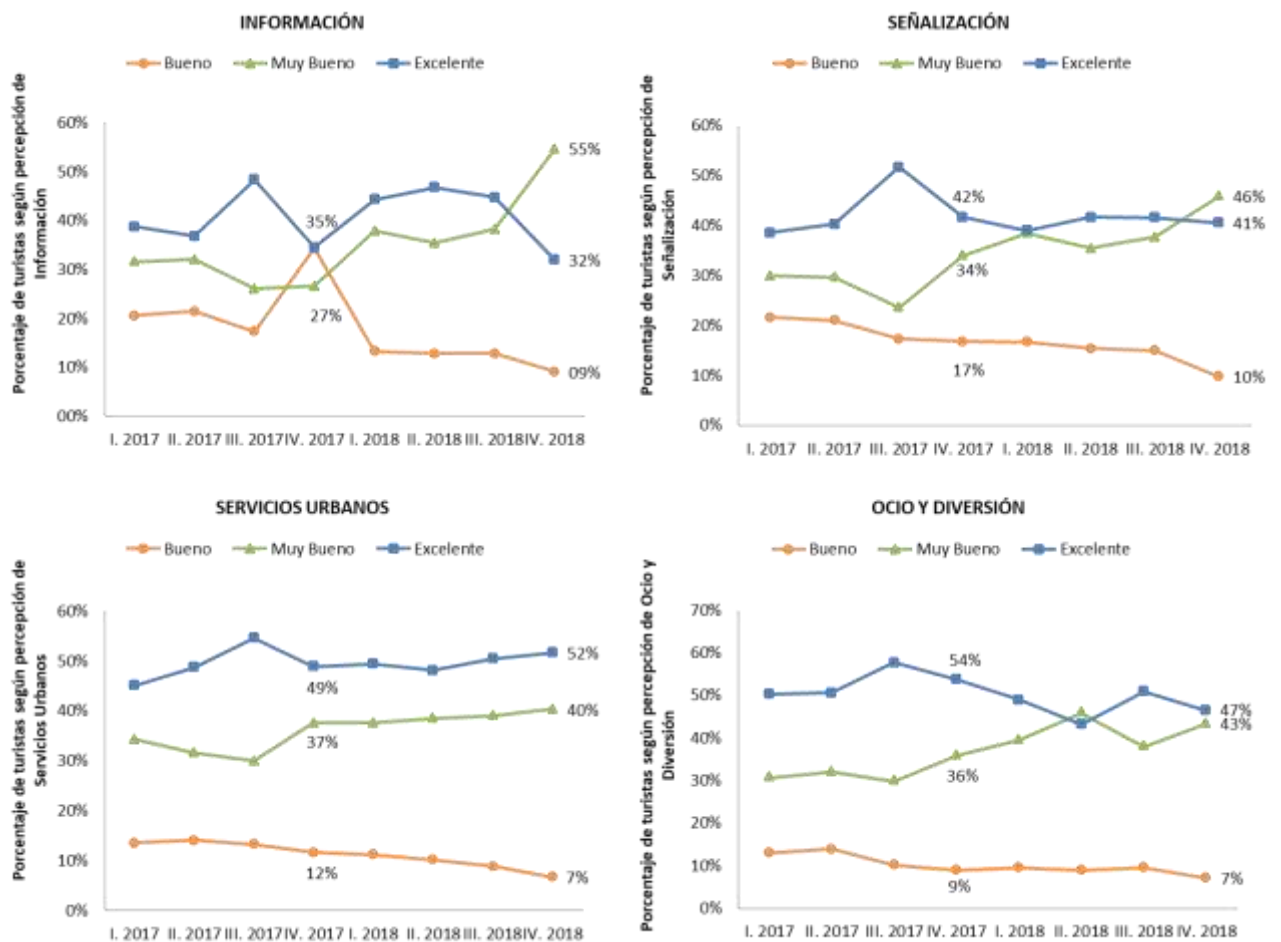 INFORMACIÓN
Bueno Muy Bueno Excelente
Porcentaje de turistas según percepción de
Información
60%
50%
40%
30%
20%
10%
00%
35%
27%
55%
32%
09%
I. 2017 II. 2017 III. 2017 IV. 2017 I. 2018 II. 2018 III. 2018 IV. 2018
SEÑALIZACIÓN
Bueno Muy Bueno Excelente
Porcentaje de turistas según percepción de
Señalización
60%
50%
40%
30%
20%
10%
0%
42%
34%
17%
46%
41%
10%
I. 2017 II. 2017 III. 2017 IV. 2017 I. 2018 II. 2018 III. 2018 IV. 2018
SERVICIOS URBANOS
Bueno Muy Bueno Excelente
Porcentaje de turistas según percepción de
Servicios Urbanos
60%
50%
40%
30%
20%
10%
0%
49%
37%
12%
52%
40%
7%
I. 2017 II. 2017 III. 2017 IV. 2017 I. 2018 II. 2018 III. 2018 IV. 2018
OCIO Y DIVERSIÓN
Bueno Muy Bueno Excelente
Porcentaje de turistas según percepción de Ocio y
Diversión
70%
60%
50%
40%
30%
20%
10%
0%
54%
36%
9%
47%
43%
7%
I. 2017 II. 2017 III. 2017 IV. 2017 I. 2018 II. 2018 III. 2018 IV. 2018